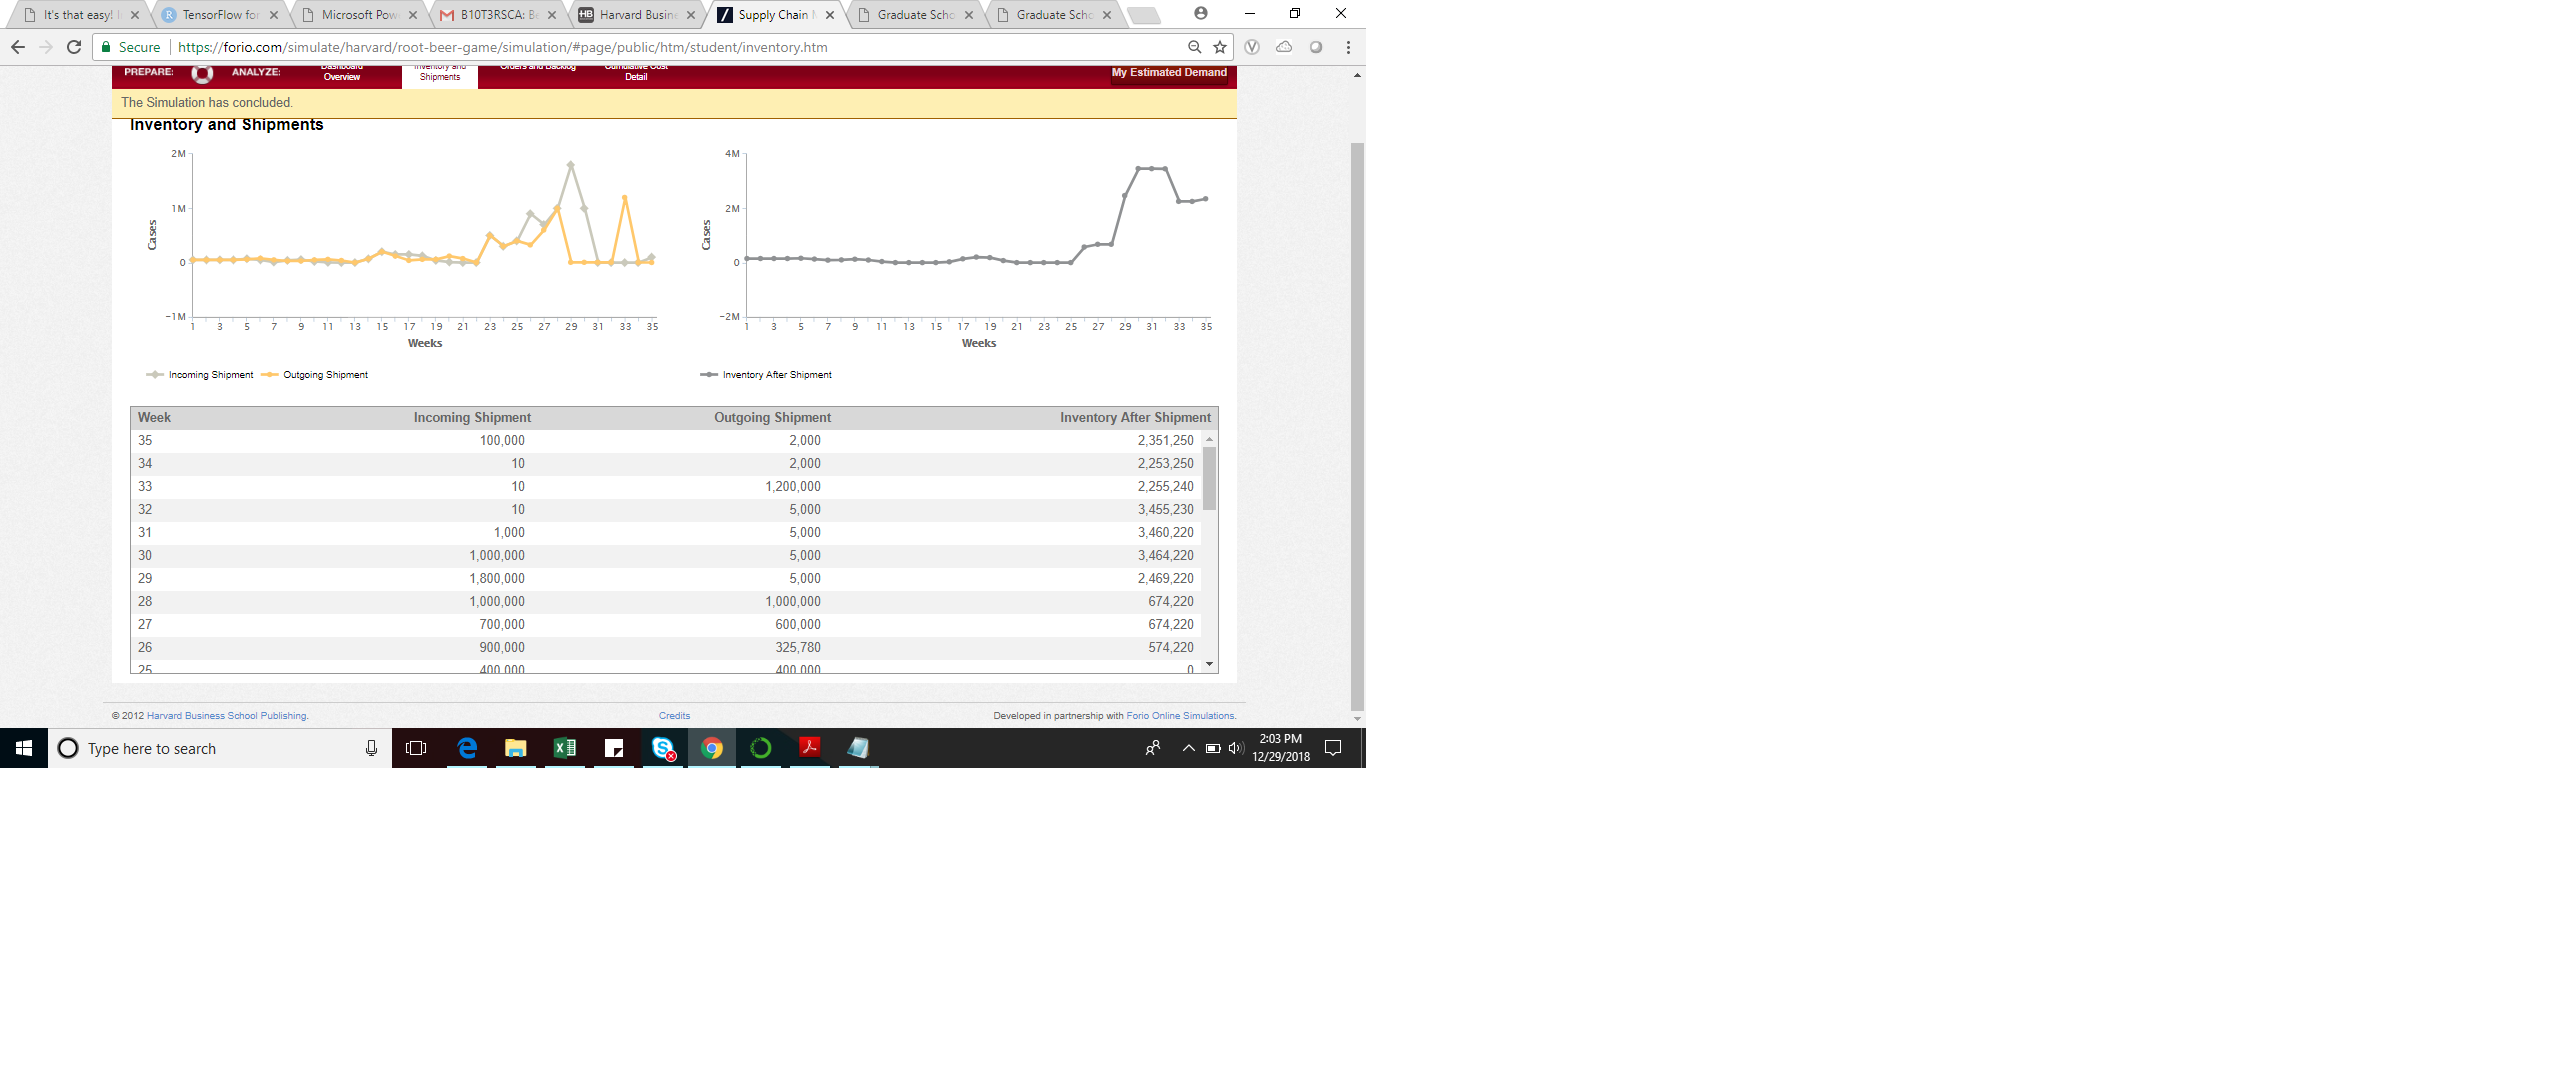 It's that easy!
TensorFlow for
Microsoft Pow
B10T3RSCA: Be
Harvard Busine
Supply Chain
Graduate Scho
Graduate Scho
Secure https://forio.com/simulate/harvard/root-beer-game/simulation/#page/public/htm/student/inventory.htm
PREPARE: ANALYZE: Dashboard Overview Inventory and Shipments Orders and Backlog Cumulative Cost Detail My Estimated Demand
The Simulation has concluded.
Inventory and Shipments
2M
1M
0
-1M
Cases
1 3 5 7 9 11 13 15 17 19 21 23 25 27 29 31 33 35
Weeks
Incoming Shipment Outgoing Shipment
4M
2M
0
-2M
Cases
1 3 5 7 9 11 13 15 17 19 21 23 25 27 29 31 33 35
Weeks
Inventory After Shipment
Week Incoming Shipment Outgoing Shipment Inventory After Shipment
35 100,000 2,000 2,351,250
34 10 2,000 2,253,250
33 10 1,200,000 2,255,240
32 10 5,000 3,455,230
31 1,000 5,000 3,460,220
30 1,000,000 5,000 3,464,220
29 1,800,000 5,000 2,469,220
28 1,000,000 1,000,000 674,220
27 700,000 600,000 674,220
26 900,000 325,780 574,220
25 400,000 400,000 0
© 2012 Harvard Business School Publishing. Credits Developed in partnership with Forio Online Simulations.
Type here to search
2:03 PM
12/29/2018